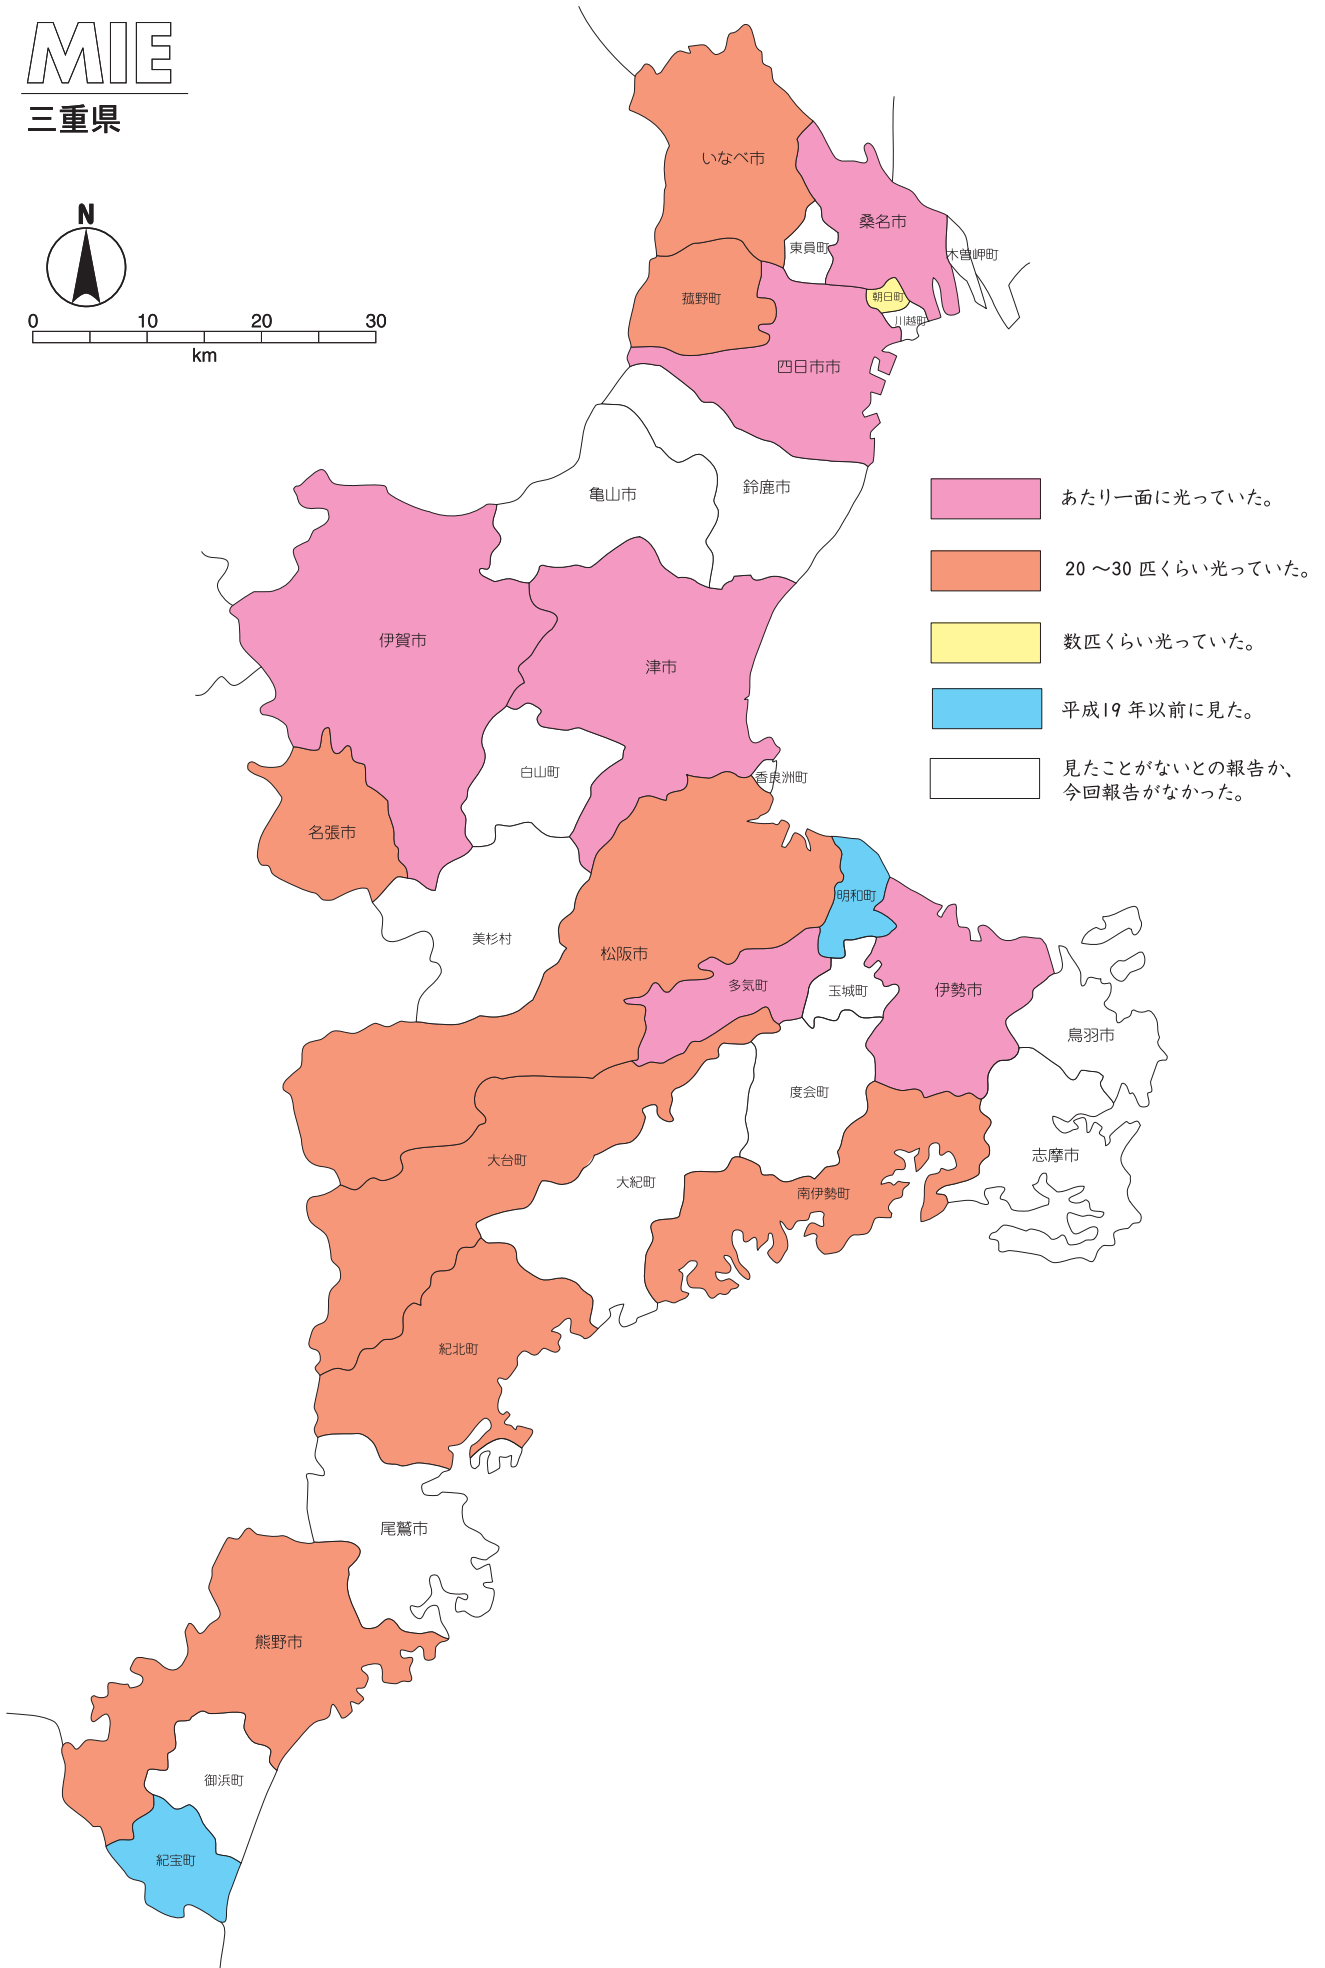 MIE
三重県
N
0 10 20 30
km
いなべ市
桑名市
東員町
木曽岬町
菰野町
朝日町
川越町
四日市市
亀山市
鈴鹿市
あたり一面に光っていた。
20～30匹くらい光っていた。
数匹くらい光っていた。
平成19年以前に見た。
見たことがないとの報告か、
今回報告がなかった。
伊賀市
津市
白山町
香良洲町
名張市
明和町
美杉村
松阪市
多気町
玉城町
伊勢市
鳥羽市
度会町
志摩市
大台町
大紀町
南伊勢町
紀北町
尾鷲市
熊野市
御浜町
紀宝町